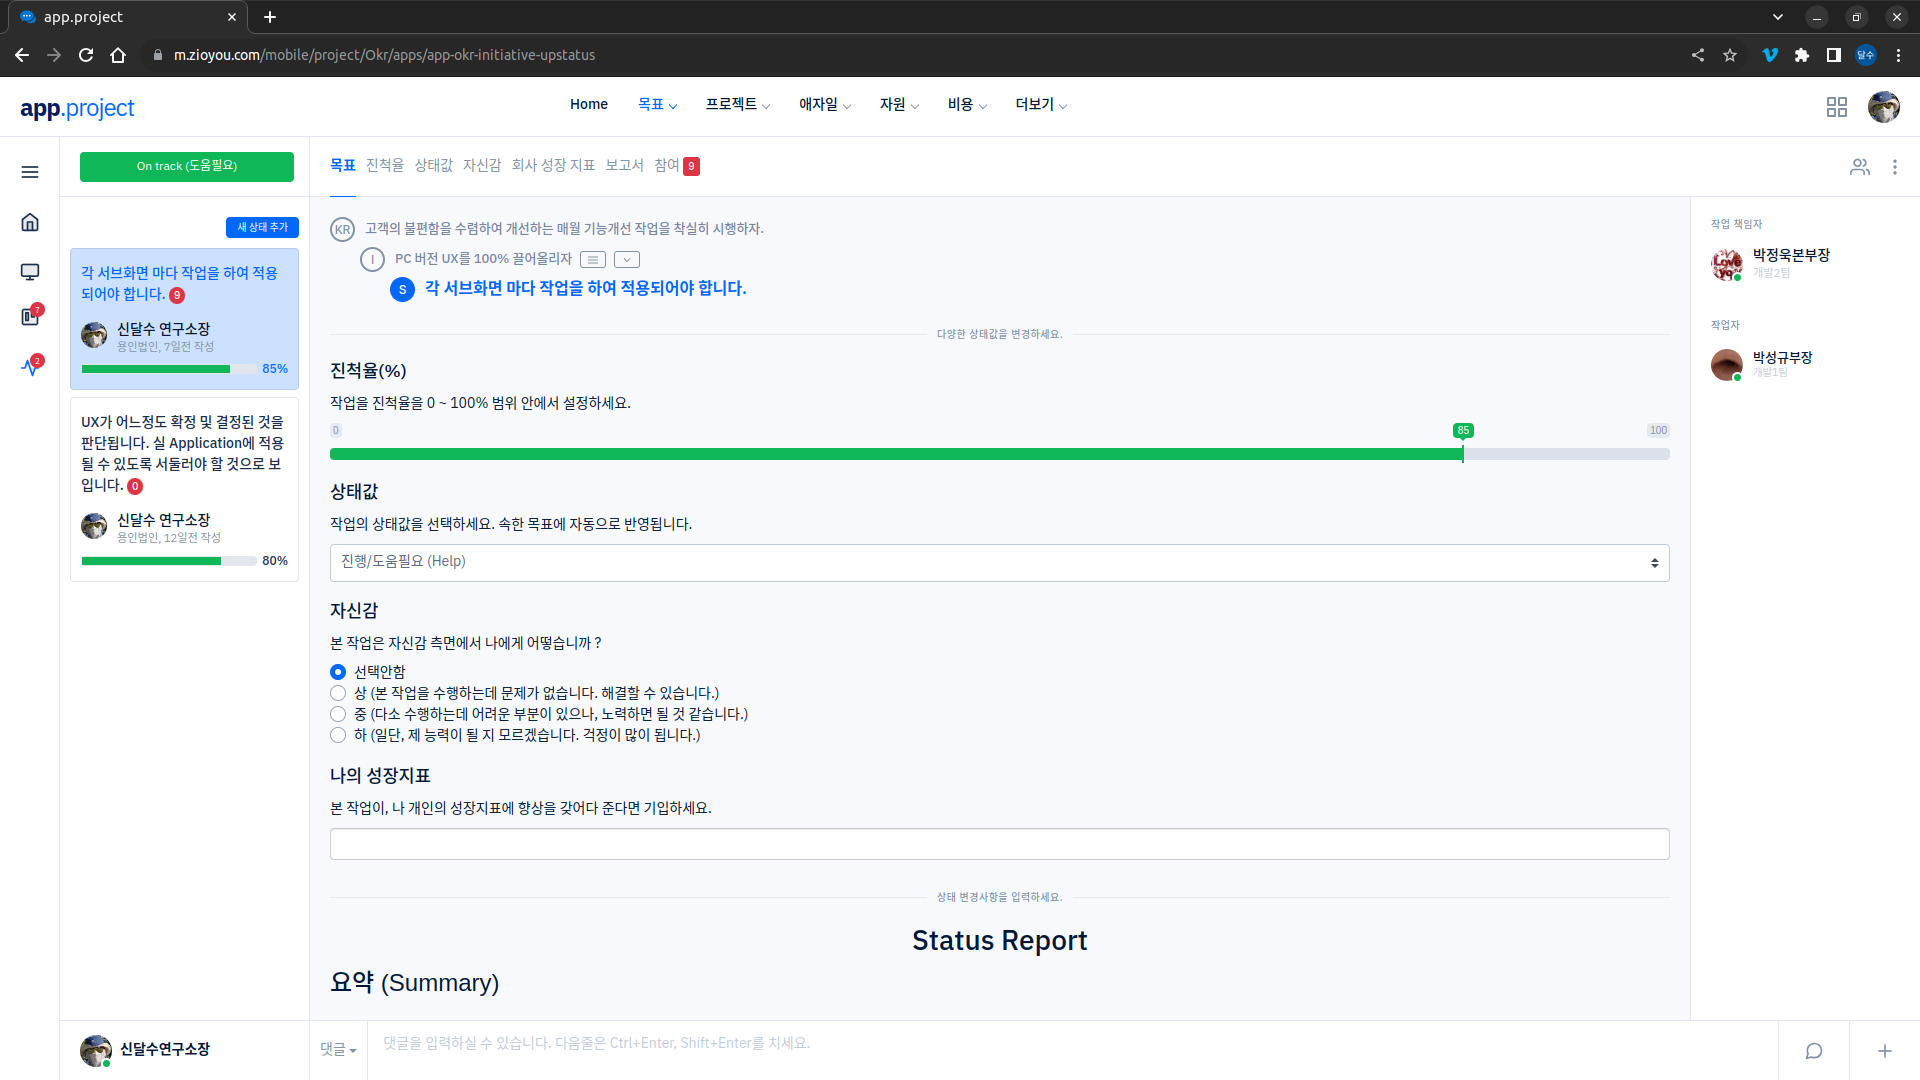 app.project
m.zioyou.com/mobile/project/Okr/apps/app-okr-initiative-upstatus
달수
app.project
Home 목표 프로젝트 애자일 자원 비용 더보기
On track (도움필요)
목표 진척율 상태값 자신감 회사 성장 지표 보고서 참여 9
새 상태 추가
각 서브화면 마다 작업을 하여 적용
되어야 합니다. 9
신달수 연구소장
용인법인, 7일전 작성
85%
7
2
UX가 어느정도 확정 및 결정된 것을
판단됩니다. 실 Application에 적용
될 수 있도록 서둘러야 할 것으로 보
입니다. 0
신달수 연구소장
용인법인, 12일전 작성
80%
신달수연구소장
KR 고객의 불편함을 수렴하여 개선하는 매월 기능개선 작업을 착실히 시행하자.
I PC 버전 UX를 100% 끌어올리자
S 각 서브화면 마다 작업을 하여 적용되어야 합니다.
다양한 상태값을 변경하세요.
진척율(%)
작업을 진척율을 0 ~ 100% 범위 안에서 설정하세요.
0 85 100
상태값
작업의 상태값을 선택하세요. 속한 목표에 자동으로 반영됩니다.
진행/도움필요 (Help)
자신감
본 작업은 자신감 측면에서 나에게 어떻습니까 ?
선택안함
상 (본 작업을 수행하는데 문제가 없습니다. 해결할 수 있습니다.)
중 (다소 수행하는데 어려운 부분이 있으나, 노력하면 될 것 같습니다.)
하 (일단, 제 능력이 될 지 모르겠습니다. 걱정이 많이 됩니다.)
나의 성장지표
본 작업이, 나 개인의 성장지표에 향상을 갖어다 준다면 기입하세요.
상태 변경사항을 입력하세요.
Status Report
요약 (Summary)
댓글 댓글을 입력하실 수 있습니다. 다음줄은 Ctrl+Enter, Shift+Enter를 치세요.
작업 책임자
박정욱본부장
개발2팀
작업자
박성규부장
개발1팀